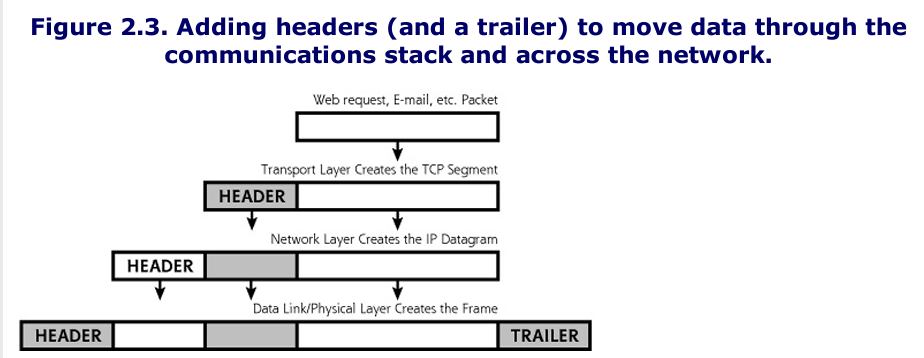 Figure 2.3. Adding headers (and a trailer) to move data through the
communications stack and across the network.
Web request, E-mail, etc. Packet
Transport Layer Creates the TCP Segment
HEADER
Network Layer Creates the IP Datagram
HEADER
Data Link/Physical Layer Creates the Frame
HEADER TRAILER